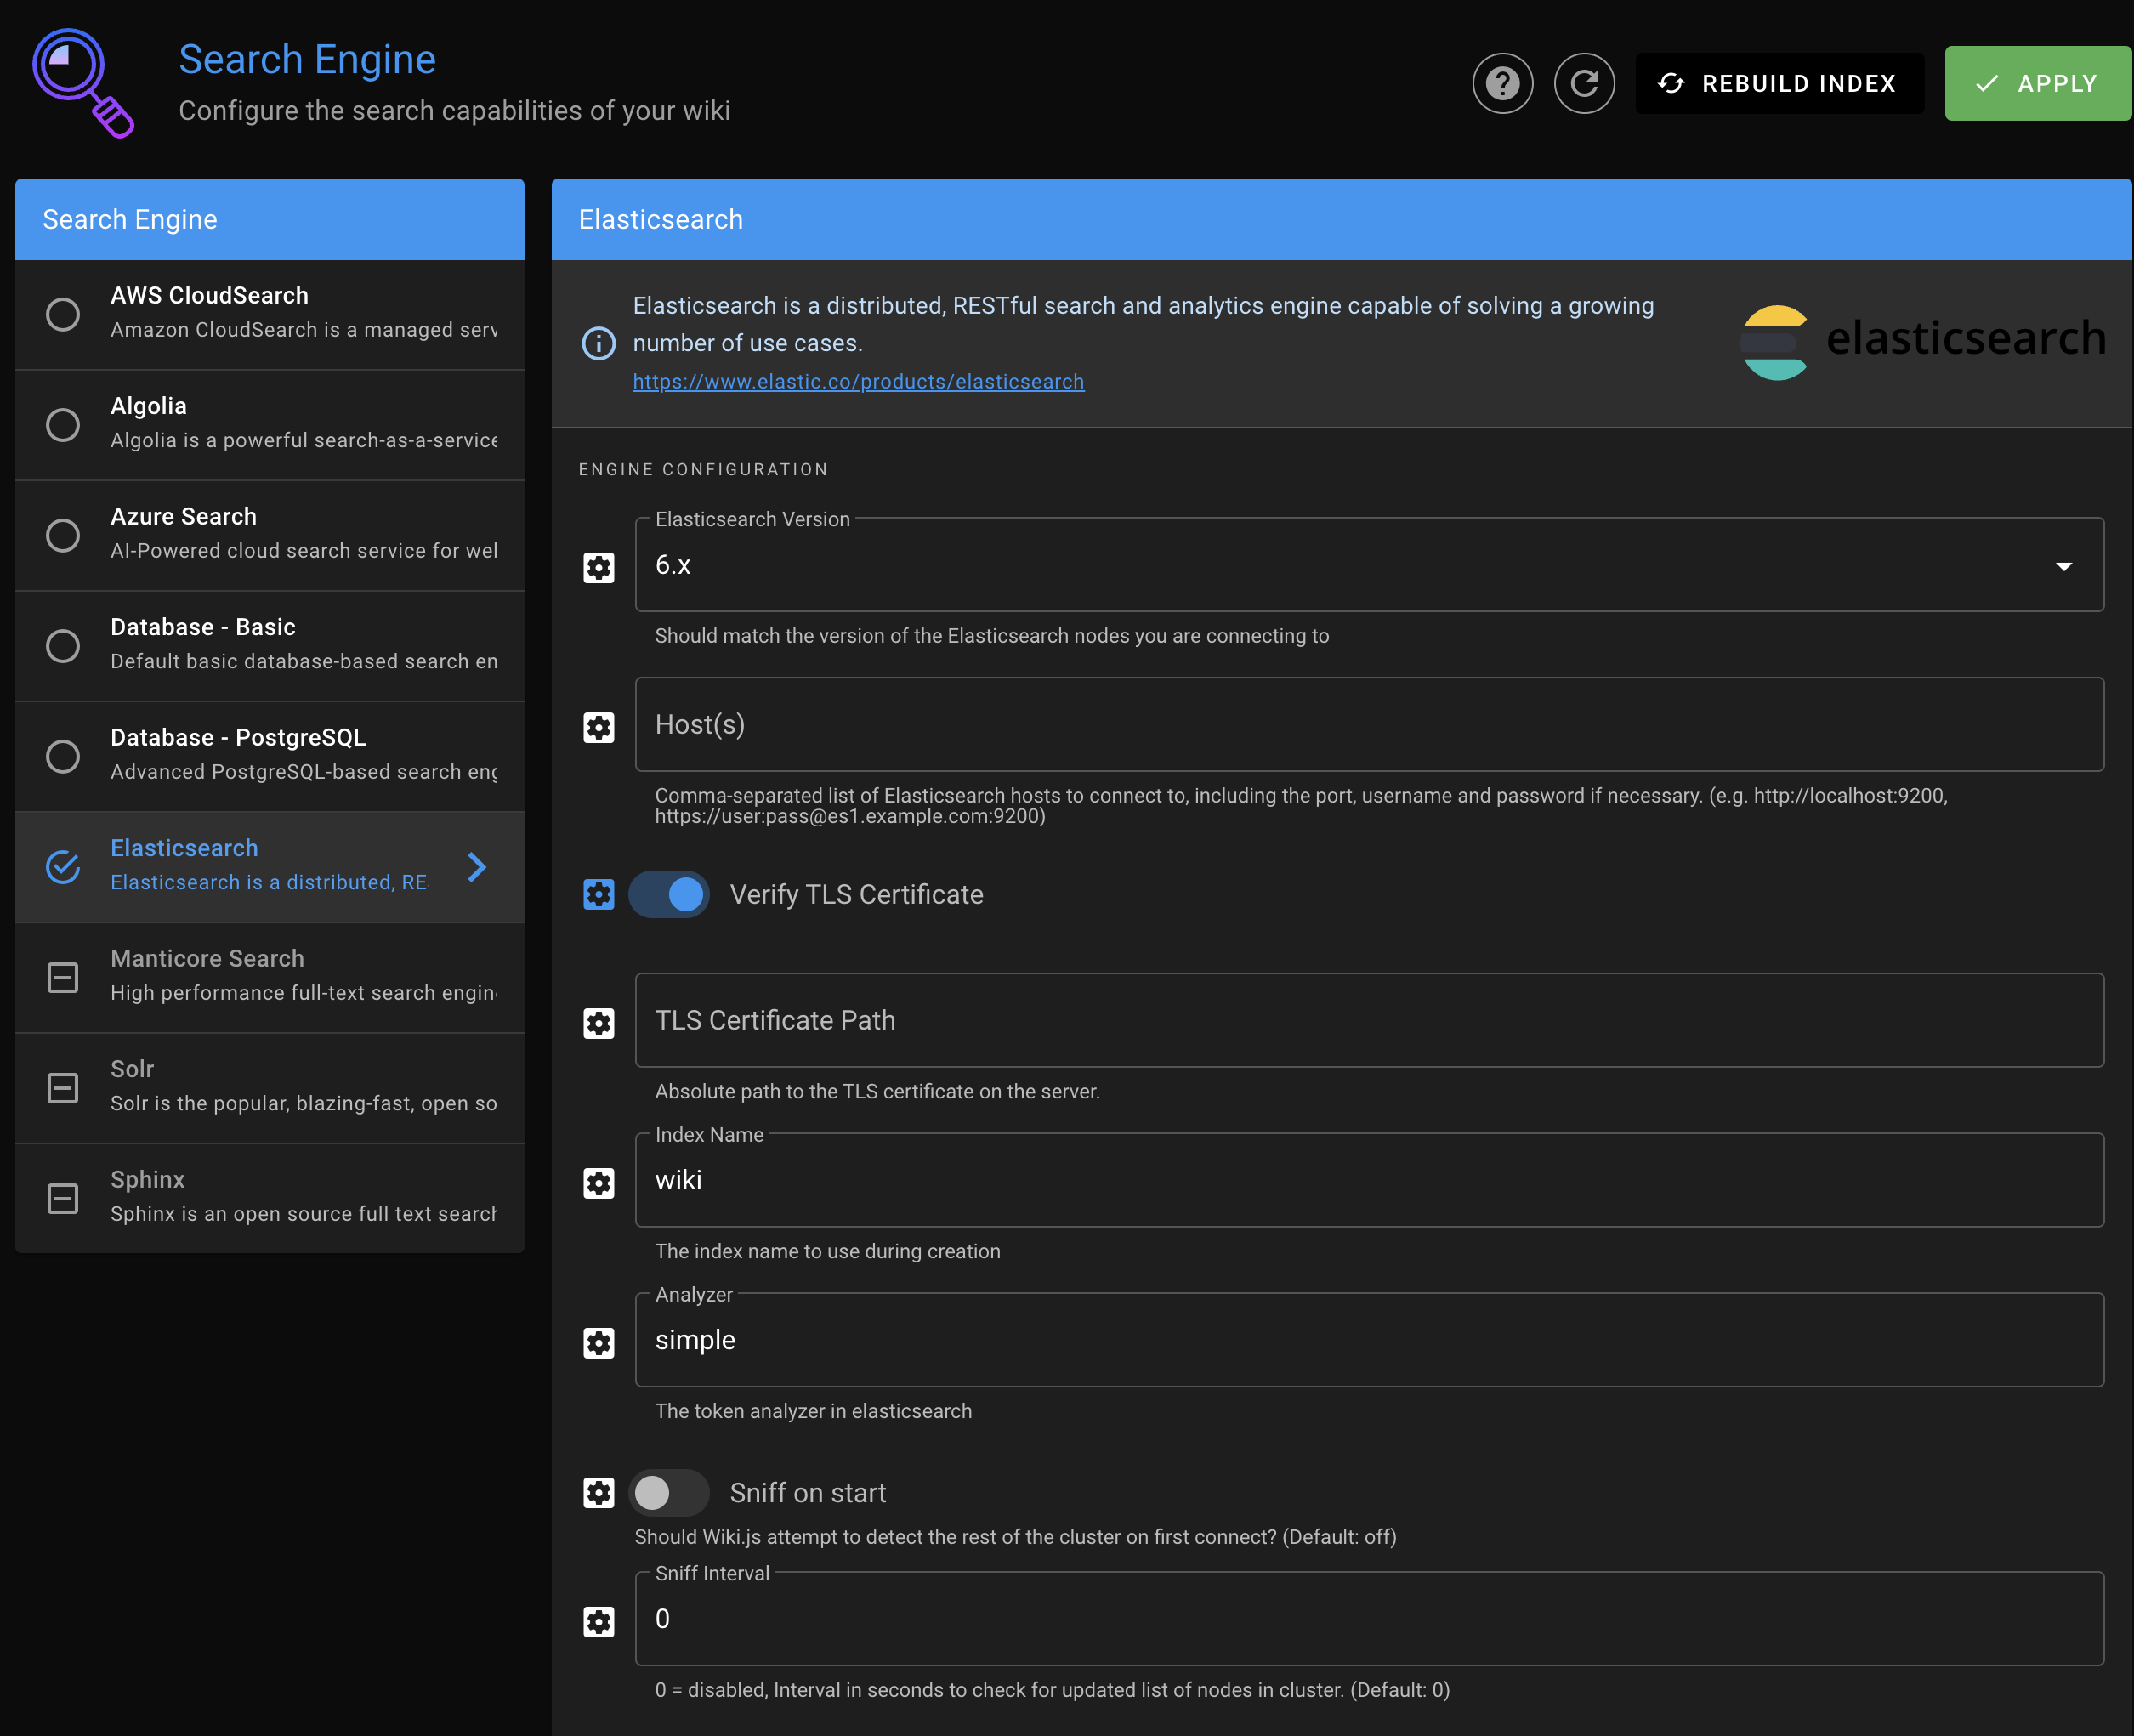 Search Engine
Configure the search capabilities of your wiki
REBUILD INDEX
APPLY
Search Engine
AWS CloudSearch
Amazon CloudSearch is a managed serv
Algolia
Algolia is a powerful search-as-a-service
Azure Search
AI-Powered cloud search service for web
Database - Basic
Default basic database-based search en
Database - PostgreSQL
Advanced PostgreSQL-based search eng
Elasticsearch
Elasticsearch is a distributed, RES
Manticore Search
High performance full-text search engine
Solr
Solr is the popular, blazing-fast, open so
Sphinx
Sphinx is an open source full text search
Elasticsearch
Elasticsearch is a distributed, RESTful search and analytics engine capable of solving a growing
number of use cases.
https://www.elastic.co/products/elasticsearch
elasticsearch
ENGINE CONFIGURATION
Elasticsearch Version
6.x
Should match the version of the Elasticsearch nodes you are connecting to
Host(s)
Comma-separated list of Elasticsearch hosts to connect to, including the port, username and password if necessary. (e.g. http://localhost:9200,
https://user:pass@es1.example.com:9200)
Verify TLS Certificate
TLS Certificate Path
Absolute path to the TLS certificate on the server.
Index Name
wiki
The index name to use during creation
Analyzer
simple
The token analyzer in elasticsearch
Sniff on start
Should Wiki.js attempt to detect the rest of the cluster on first connect? (Default: off)
Sniff Interval
0
0 = disabled, Interval in seconds to check for updated list of nodes in cluster. (Default: 0)